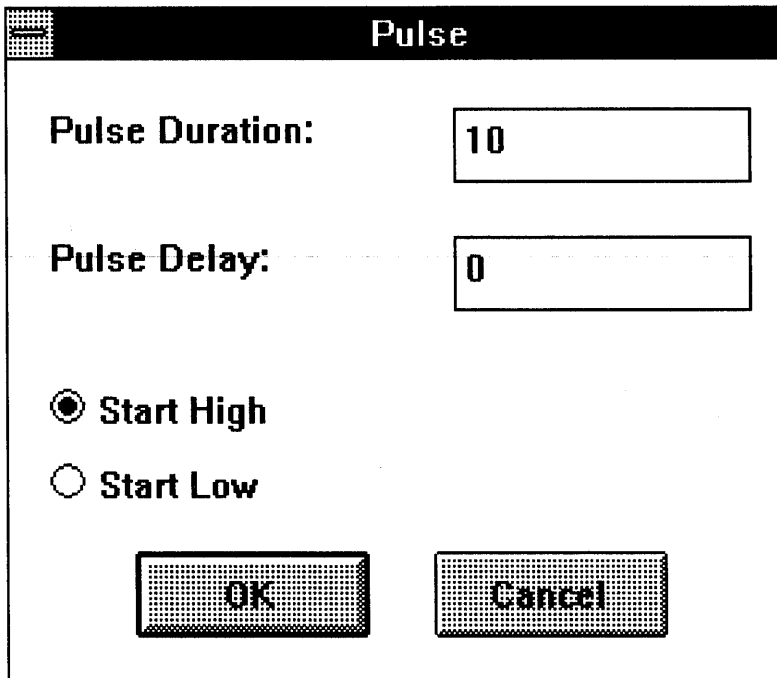 Pulse
Pulse Duration: 10
Pulse Delay: 0
Start High
Start Low
OK Cancel